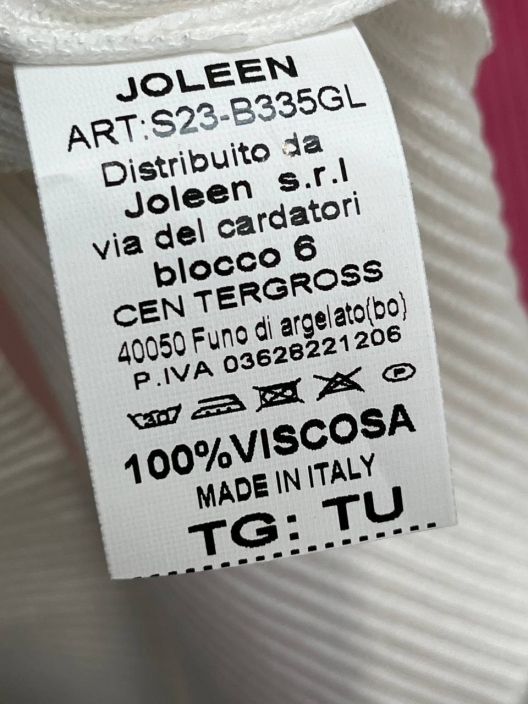 JOLEEN
ART:S23-B335GL
Distribuito da
Joleen s.r.l
via del cardatori
blocco 6
CEN TERGROSS
40050 Funo di argelato(bo)
P.IVA 03628221206
30 P
100%VISCOSA
MADE IN ITALY
TG: TU